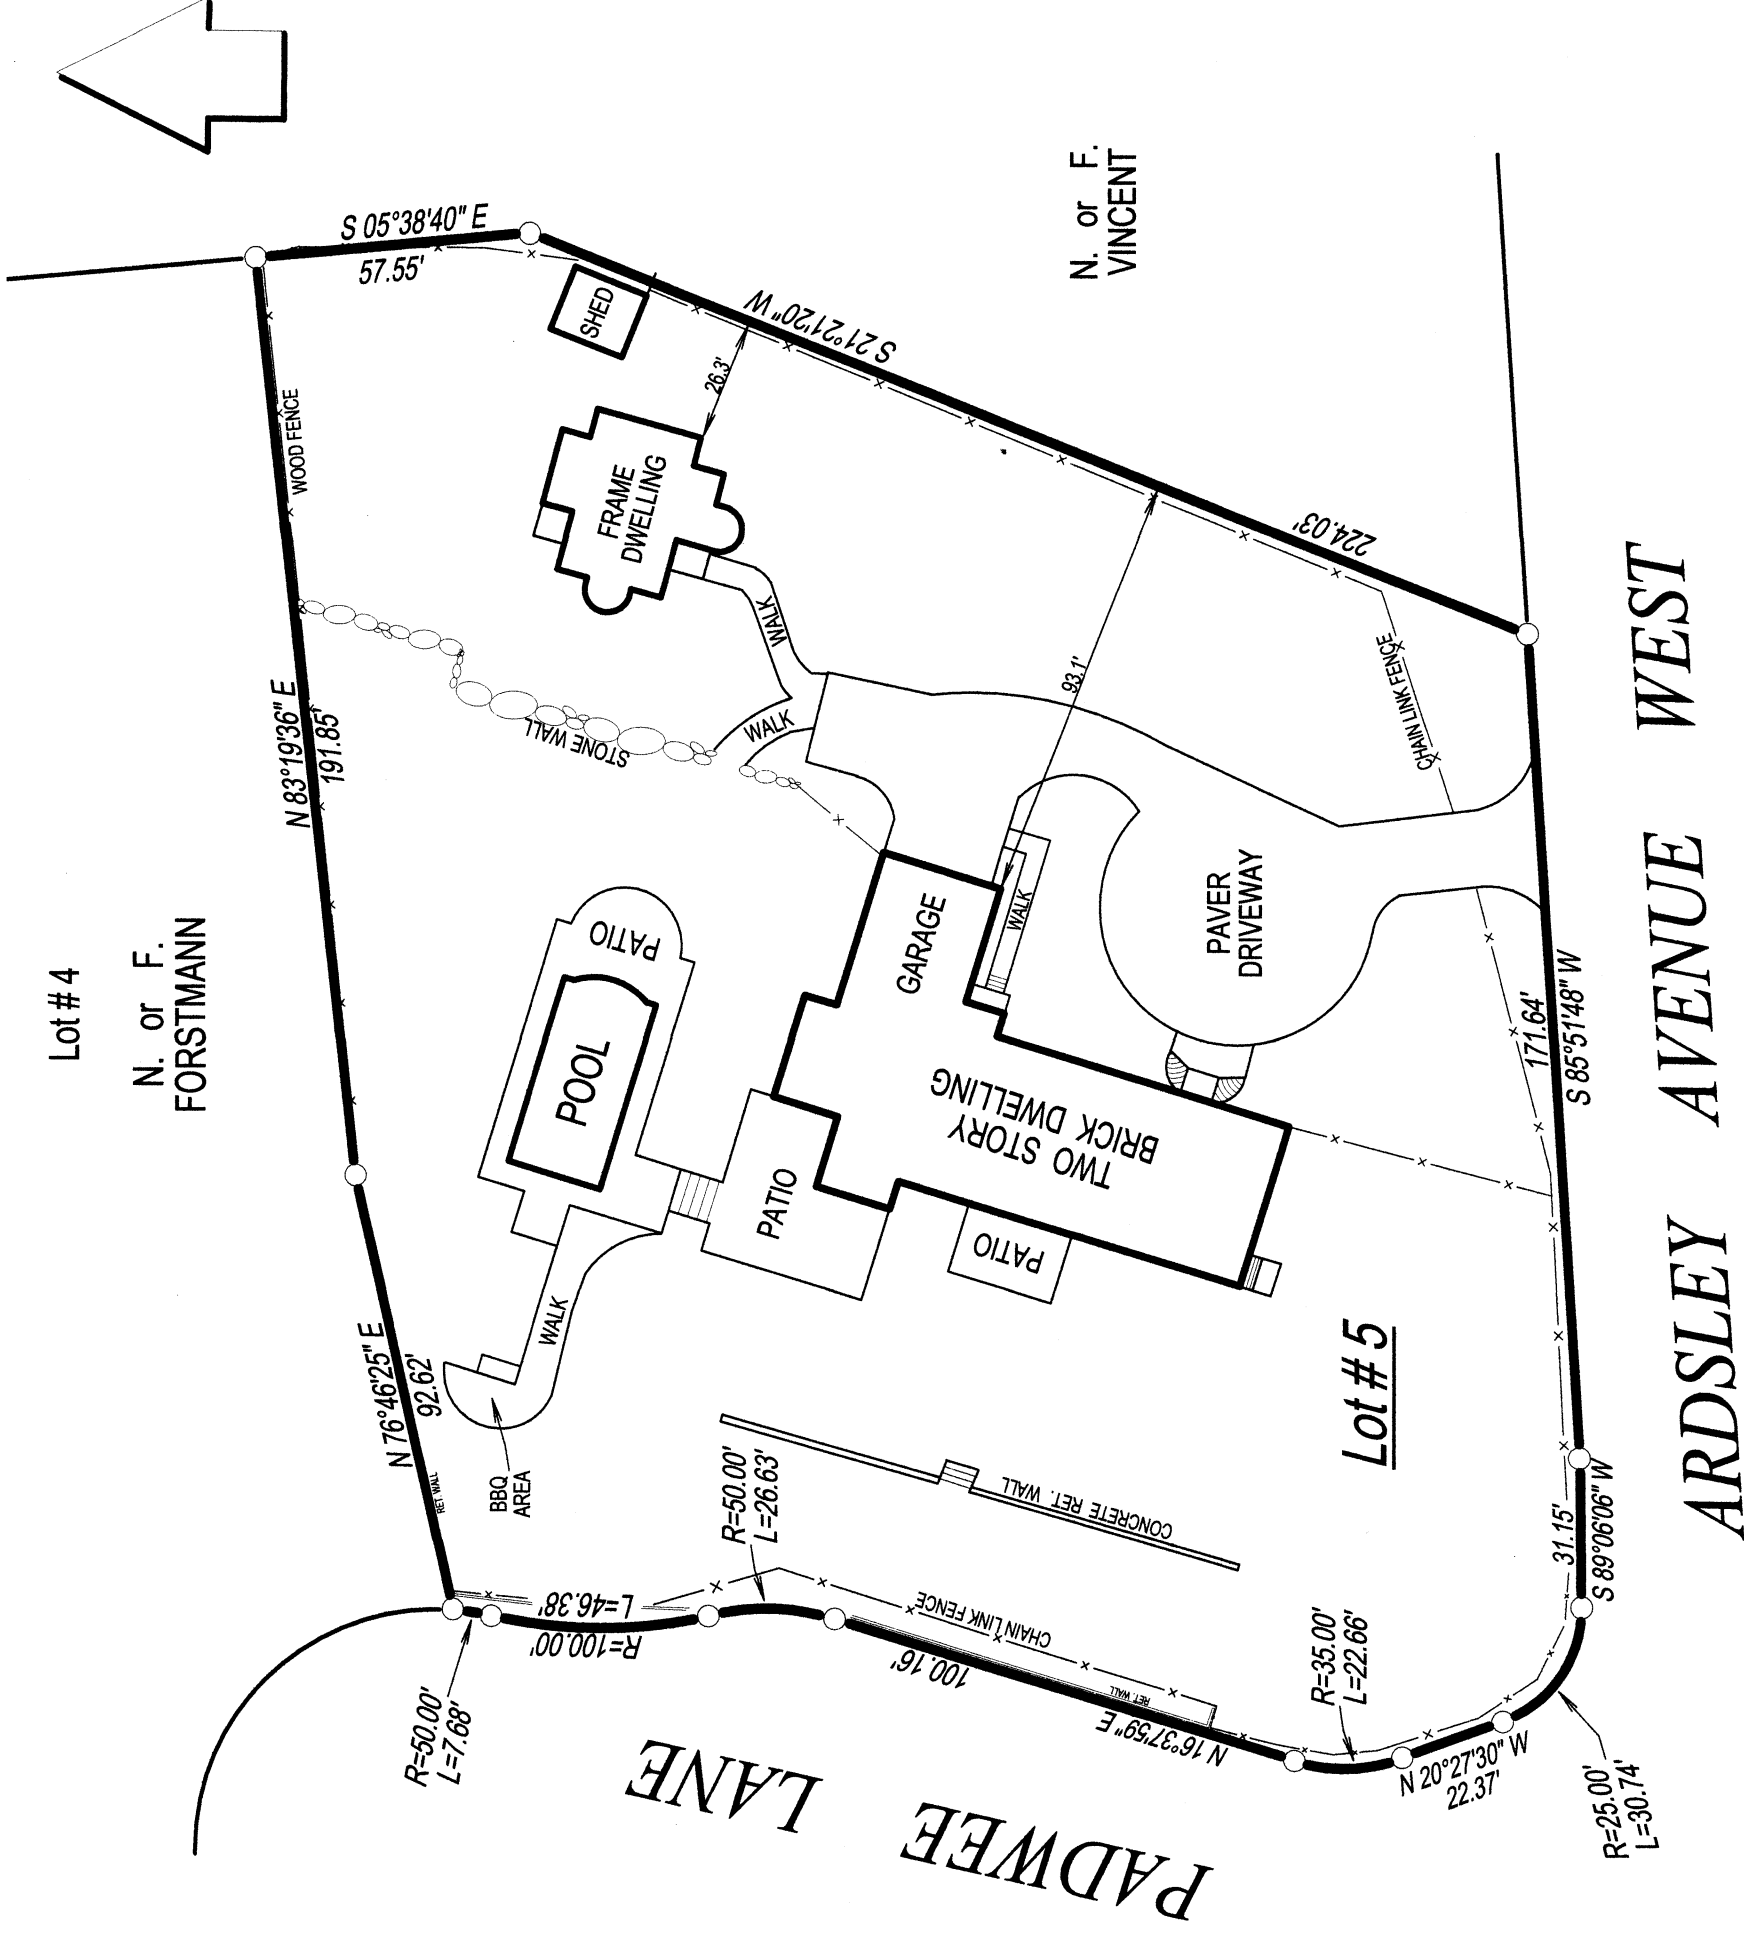 Lot # 4
N. or F.
FORSTMANN
N. or F.
VINCENT
S 05°38'40" E
57.55'
S 21°21'20" W
224.03'
N 83°19'36" E
191.85'
N 76°46'25" E
92.62'
WOOD FENCE
SHED
26.3'
FRAME
DWELLING
WALK
WALK
STONE WALL
93.1'
CHAIN LINK FENCE
PATIO
POOL
GARAGE
WALK
PAVER
DRIVEWAY
TWO STORY
BRICK DWELLING
PATIO
PATIO
WALK
BBQ
AREA
RET. WALL
R=50.00'
L=7.68'
R=100.00'
L=46.38'
R=50.00'
L=26.63'
CONCRETE RET. WALL
CHAIN LINK FENCE
RET. WALL
N 16°37'59" E
100.16'
Lot # 5
R=35.00'
L=22.66'
N 20°27'30" W
22.37'
R=25.00'
L=30.74'
31.15'
S 89°06'06" W
171.64'
S 85°51'48" W
PADWEE LANE
ARDSLEY AVENUE WEST